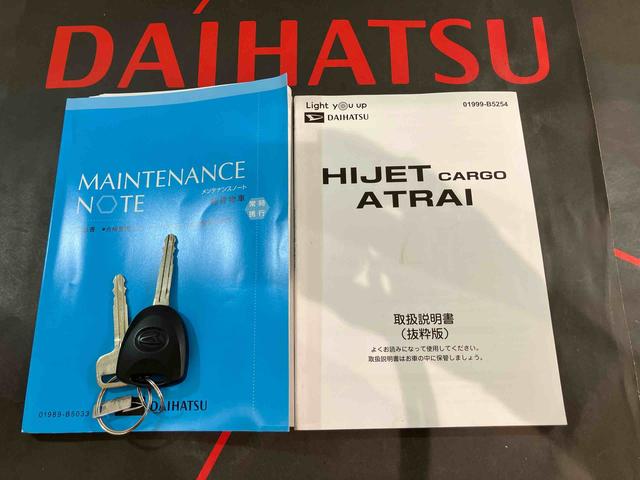 DAIHATSU
MAINTENANCE
NOTE
メンテナンスノート
常時
携行
01989-B5033
DAIHATSU
Light you up
01999-B5254
DAIHATSU
HIJET CARGO
ATRAI
取扱説明書
(抜粋版)
よくお読みになって使用してください。
取扱説明書はお車の中に保管しましょう。